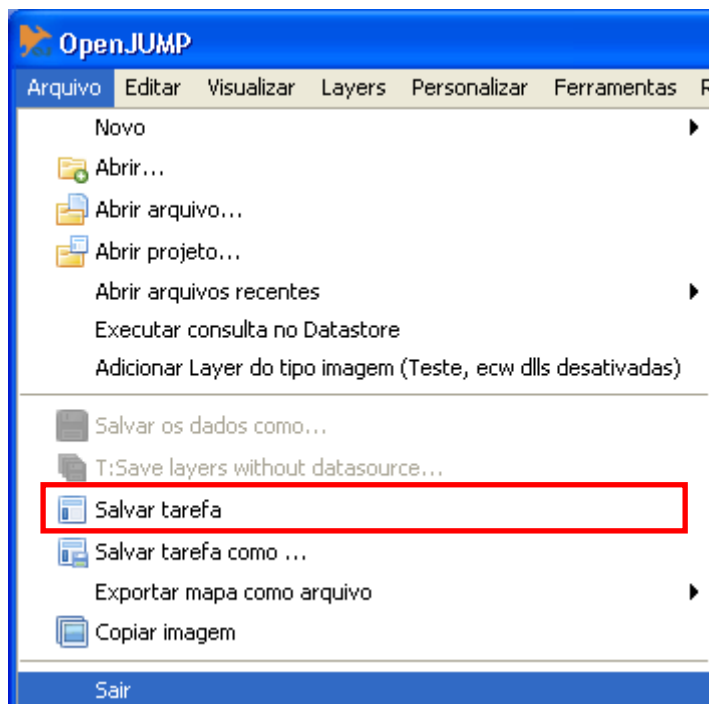 OpenJUMP
Arquivo Editar Visualizar Layers Personalizar Ferramentas
Novo
Abrir...
Abrir arquivo...
Abrir projeto...
Abrir arquivos recentes
Executar consulta no Datastore
Adicionar Layer do tipo imagem (Teste, ecw dlls desativadas)
Salvar os dados como...
T:Save layers without datasource...
Salvar tarefa
Salvar tarefa como ...
Exportar mapa como arquivo
Copiar imagem
Sair